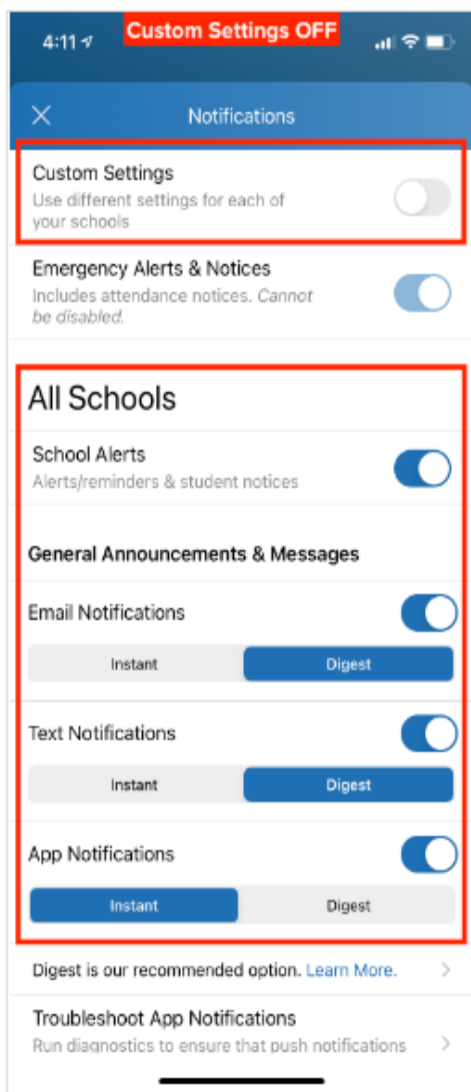 Custom Settings OFF
4:11
Notifications
Custom Settings
Use different settings for each of
your schools
Emergency Alerts & Notices
Includes attendance notices. Cannot
be disabled.
All Schools
School Alerts
Alerts/reminders & student notices
General Announcements & Messages
Email Notifications
Instant Digest
Text Notifications
Instant Digest
App Notifications
Instant Digest
Digest is our recommended option. Learn More.
Troubleshoot App Notifications
Run diagnostics to ensure that push notifications